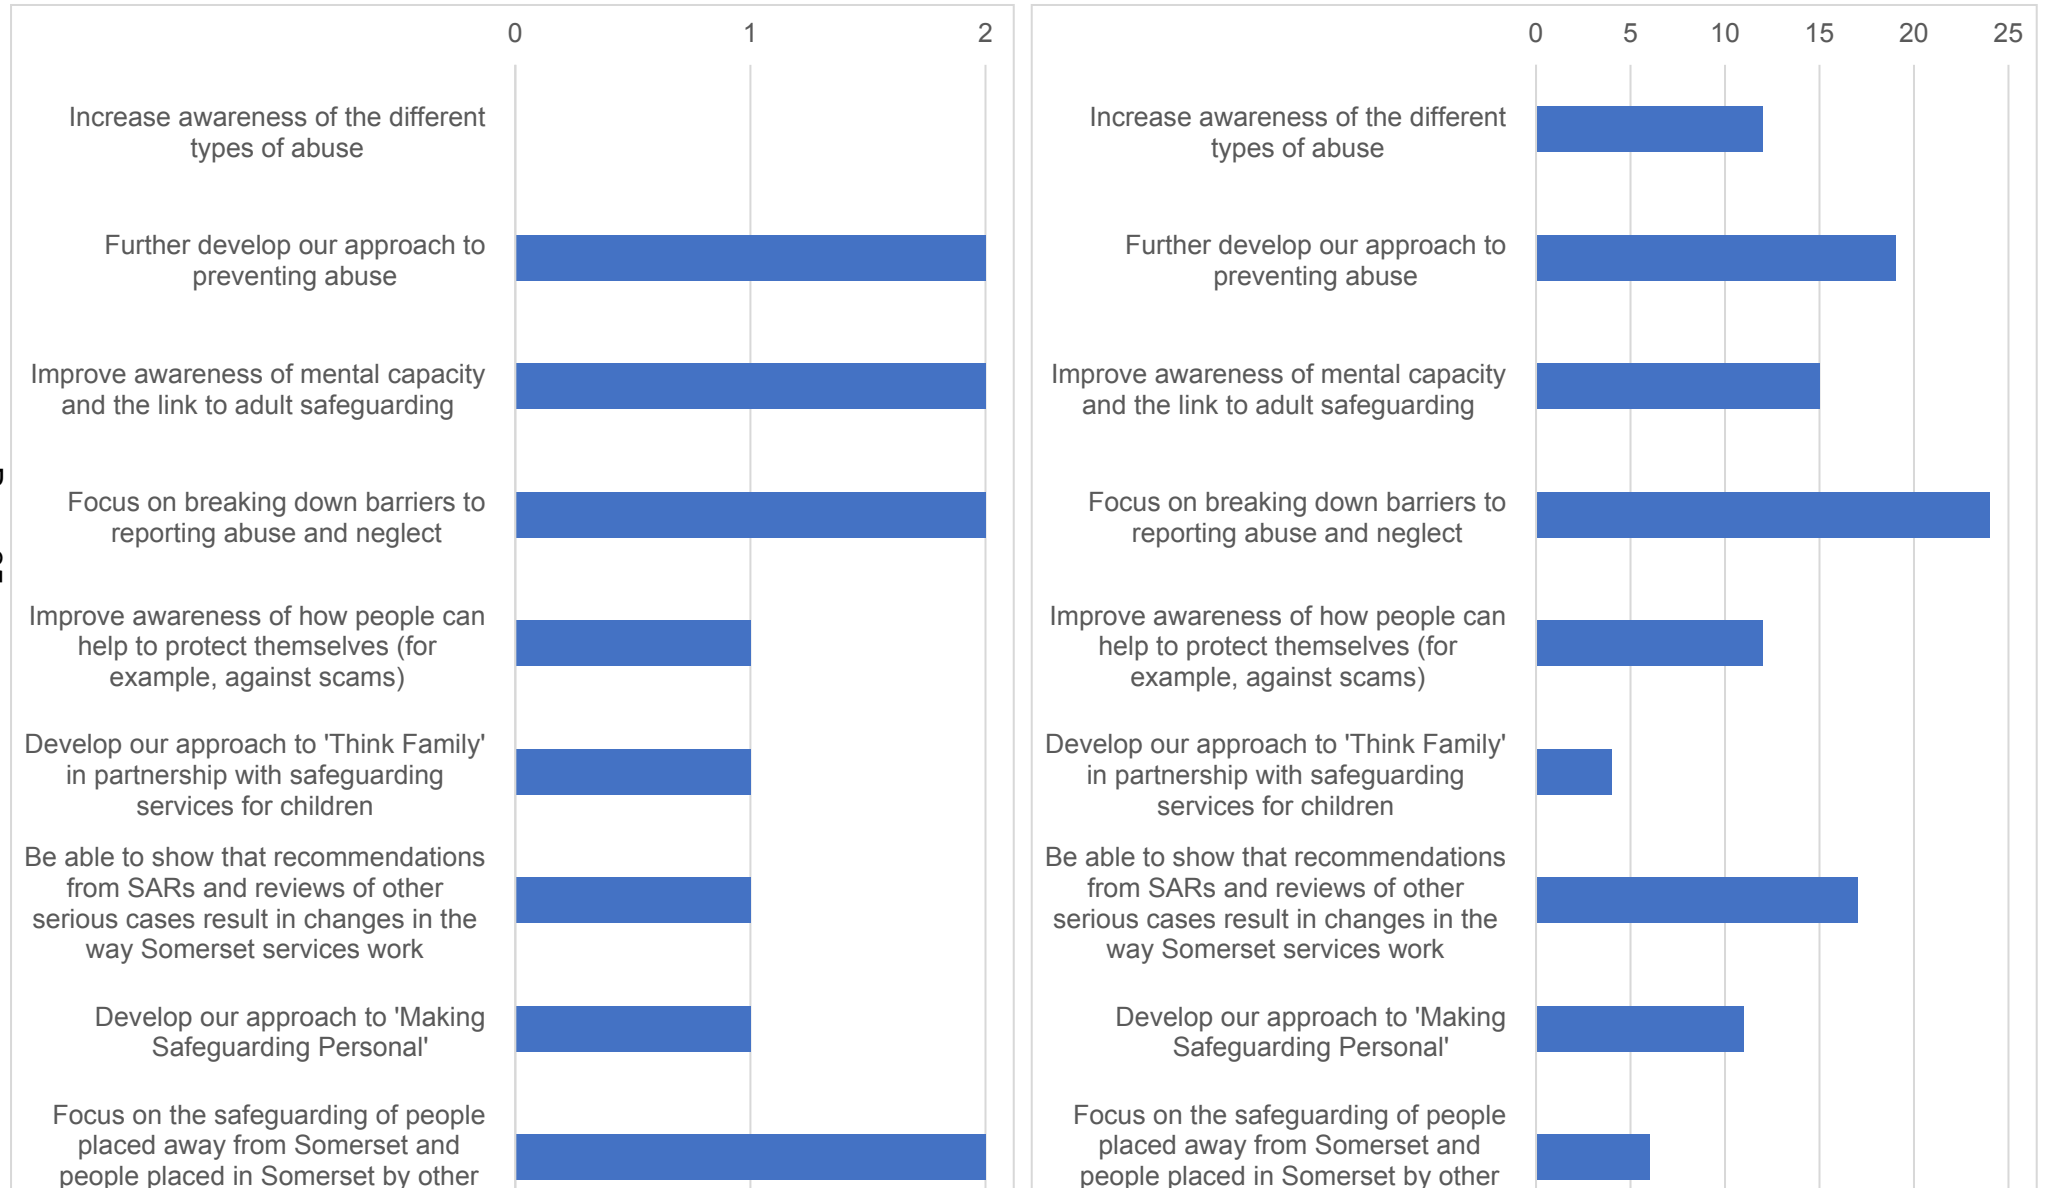 0 1 2
Increase awareness of the different
types of abuse
Further develop our approach to
preventing abuse
Improve awareness of mental capacity
and the link to adult safeguarding
Focus on breaking down barriers to
reporting abuse and neglect
Improve awareness of how people can
help to protect themselves (for
example, against scams)
Develop our approach to 'Think Family'
in partnership with safeguarding
services for children
Be able to show that recommendations
from SARs and reviews of other
serious cases result in changes in the
way Somerset services work
Develop our approach to 'Making
Safeguarding Personal'
Focus on the safeguarding of people
placed away from Somerset and
people placed in Somerset by other
0 5 10 15 20 25
Increase awareness of the different
types of abuse
Further develop our approach to
preventing abuse
Improve awareness of mental capacity
and the link to adult safeguarding
Focus on breaking down barriers to
reporting abuse and neglect
Improve awareness of how people can
help to protect themselves (for
example, against scams)
Develop our approach to 'Think Family'
in partnership with safeguarding
services for children
Be able to show that recommendations
from SARs and reviews of other
serious cases result in changes in the
way Somerset services work
Develop our approach to 'Making
Safeguarding Personal'
Focus on the safeguarding of people
placed away from Somerset and
people placed in Somerset by other